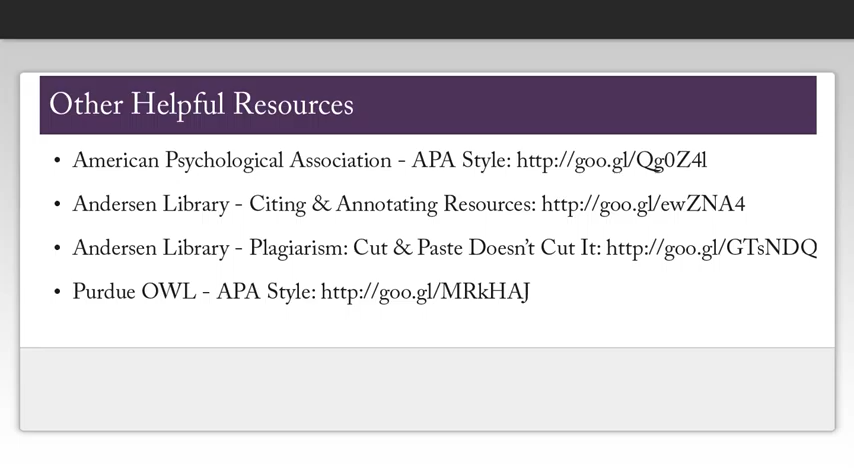 Other Helpful Resources
• American Psychological Association - APA Style: http://goo.gl/Qg0Z4l
• Andersen Library - Citing & Annotating Resources: http://goo.gl/ewZNA4
• Andersen Library - Plagiarism: Cut & Paste Doesn’t Cut It: http://goo.gl/GTsNDQ
• Purdue OWL - APA Style: http://goo.gl/MRkHAJ